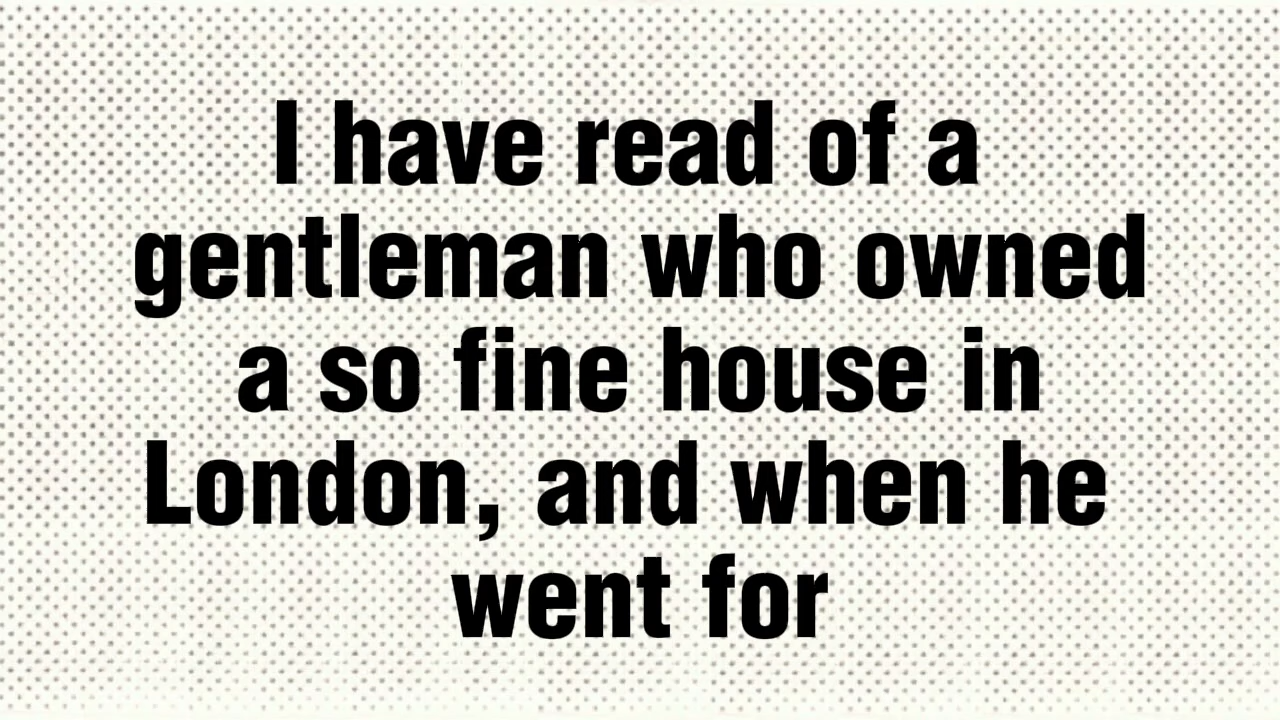 I have read of a
gentleman who owned
a so fine house in
London, and when he
went for